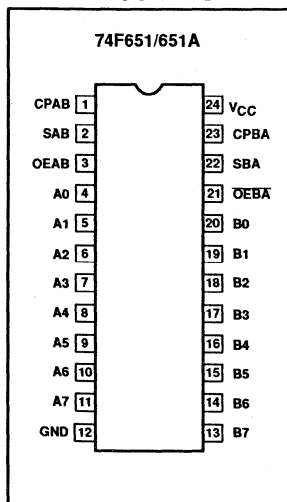 74F651/651A
CPAB 1 24 VCC
SAB 2 23 CPBA
OEAB 3 22 SBA
A0 4 21 O̅E̅B̅A̅
A1 5 20 B0
A2 6 19 B1
A3 7 18 B2
A4 8 17 B3
A5 9 16 B4
A6 10 15 B5
A7 11 14 B6
GND 12 13 B7